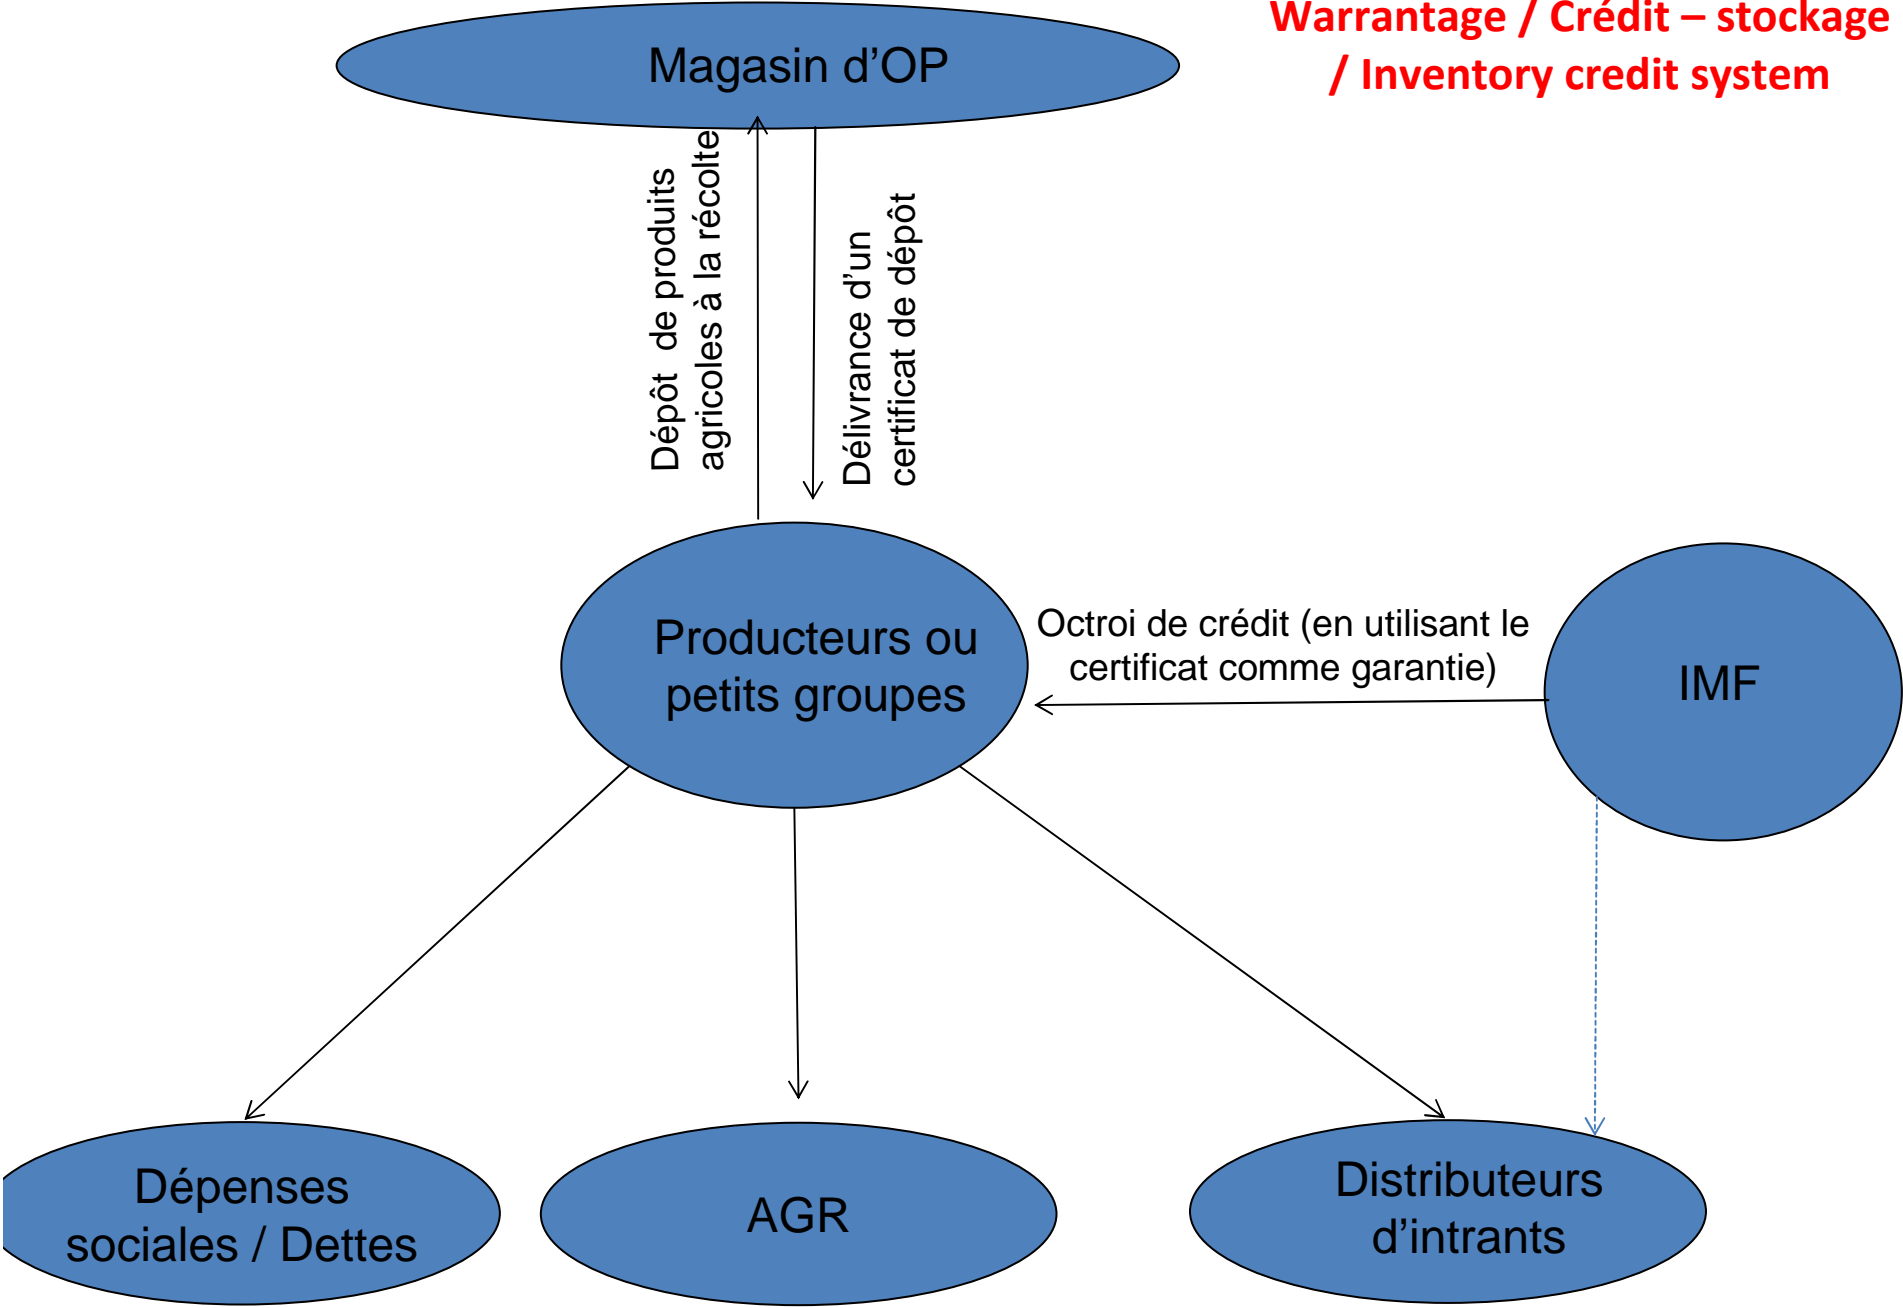 Warrantage / Crédit – stockage
/ Inventory credit system
Magasin d’OP
Dépôt  de produits
agricoles à la récolte
Délivrance d’un
certificat de dépôt
Producteurs ou
petits groupes
Octroi de crédit (en utilisant le
certificat comme garantie)
IMF
Dépenses
sociales / Dettes
AGR
Distributeurs
d’intrants